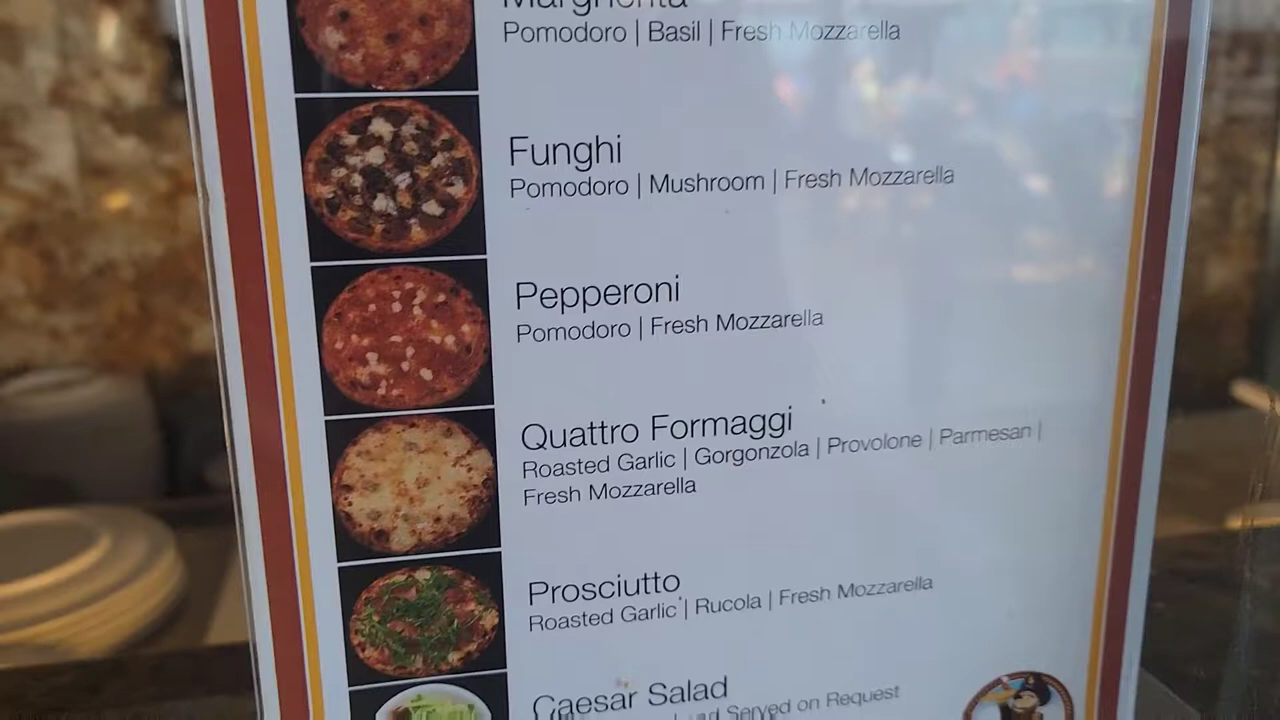 Margherita
Pomodoro | Basil | Fresh Mozzarella
Funghi
Pomodoro | Mushroom | Fresh Mozzarella
Pepperoni
Pomodoro | Fresh Mozzarella
Quattro Formaggi
Roasted Garlic | Gorgonzola | Provolone | Parmesan |
Fresh Mozzarella
Prosciutto
Roasted Garlic | Rucola | Fresh Mozzarella
Caesar Salad
Served on Request